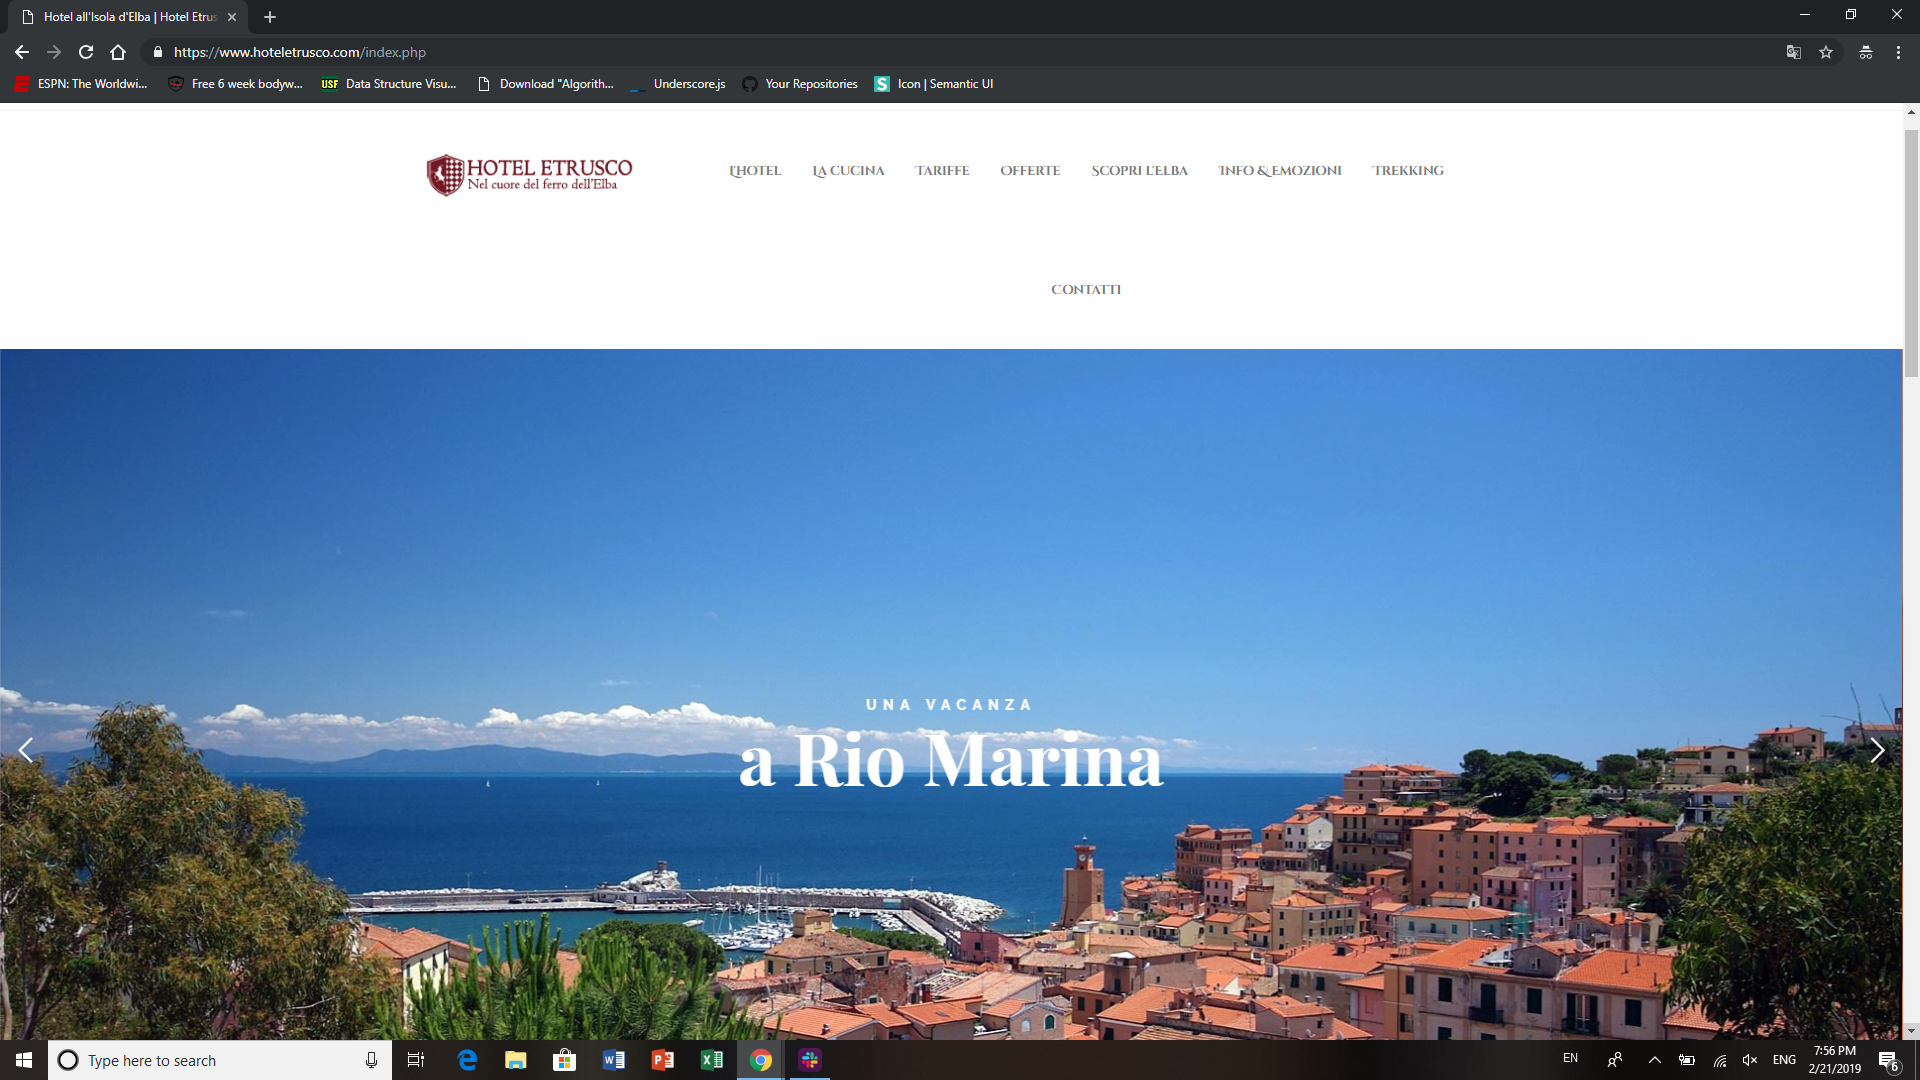 Hotel all'Isola d'Elba | Hotel Etrus
https://www.hoteletrusco.com/index.php
ESPN: The Worldwi...
Free 6 week bodyw...
USF Data Structure Visu...
Download "Algorith...
Underscore.js
Your Repositories
S Icon | Semantic UI
HOTEL ETRUSCO
Nel cuore del ferro dell'Elba
L'HOTEL
LA CUCINA
TARIFFE
OFFERTE
SCOPRI L'ELBA
INFO & EMOZIONI
TREKKING
CONTATTI
UNA VACANZA
a Rio Marina
Type here to search
EN
ENG
7:56 PM
2/21/2019
6